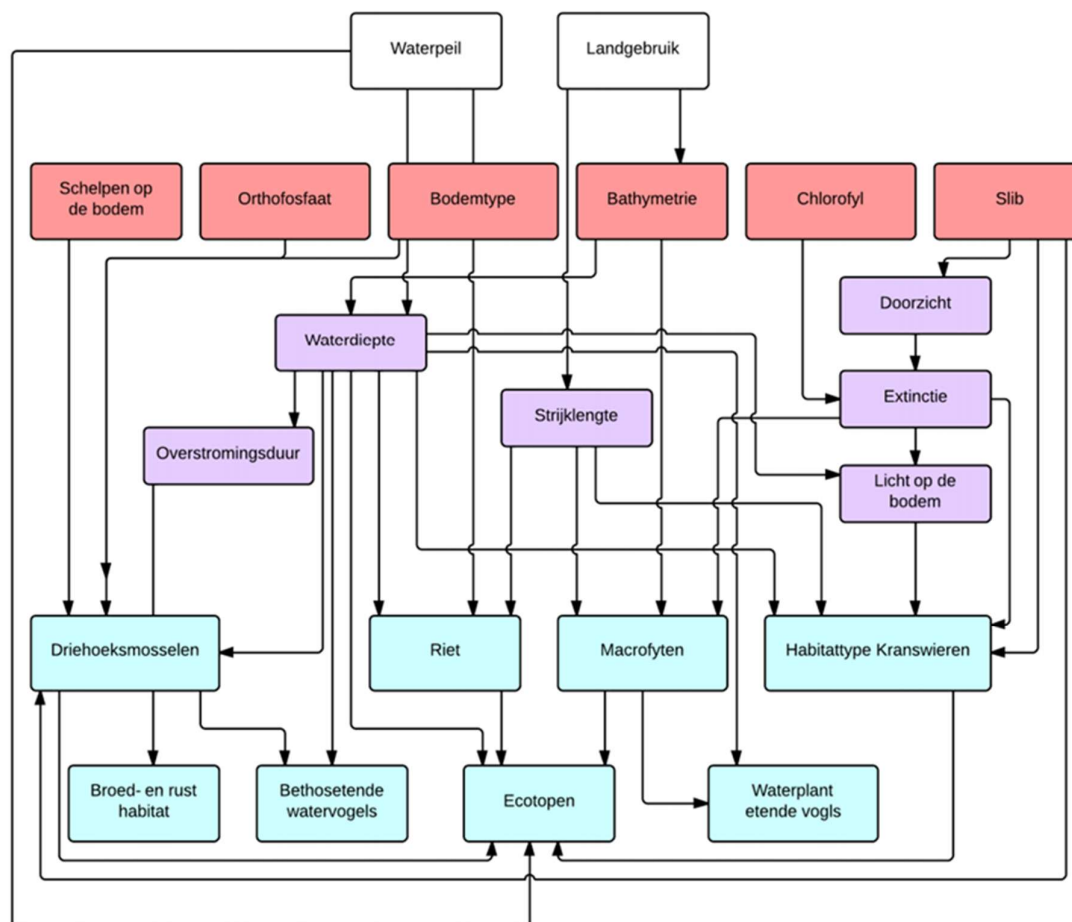 Waterpeil
Landgebruik
Schelpen op
de bodem
Orthofosfaat
Bodemtype
Bathymetrie
Chlorofyl
Slib
Doorzicht
Waterdiepte
Extinctie
Strijklengte
Overstromingsduur
Licht op de
bodem
Driehoeksmosselen
Riet
Macrofyten
Habitattype Kranswieren
Broed- en rust
habitat
Bethosetende
watervogels
Ecotopen
Waterplant
etende vogls